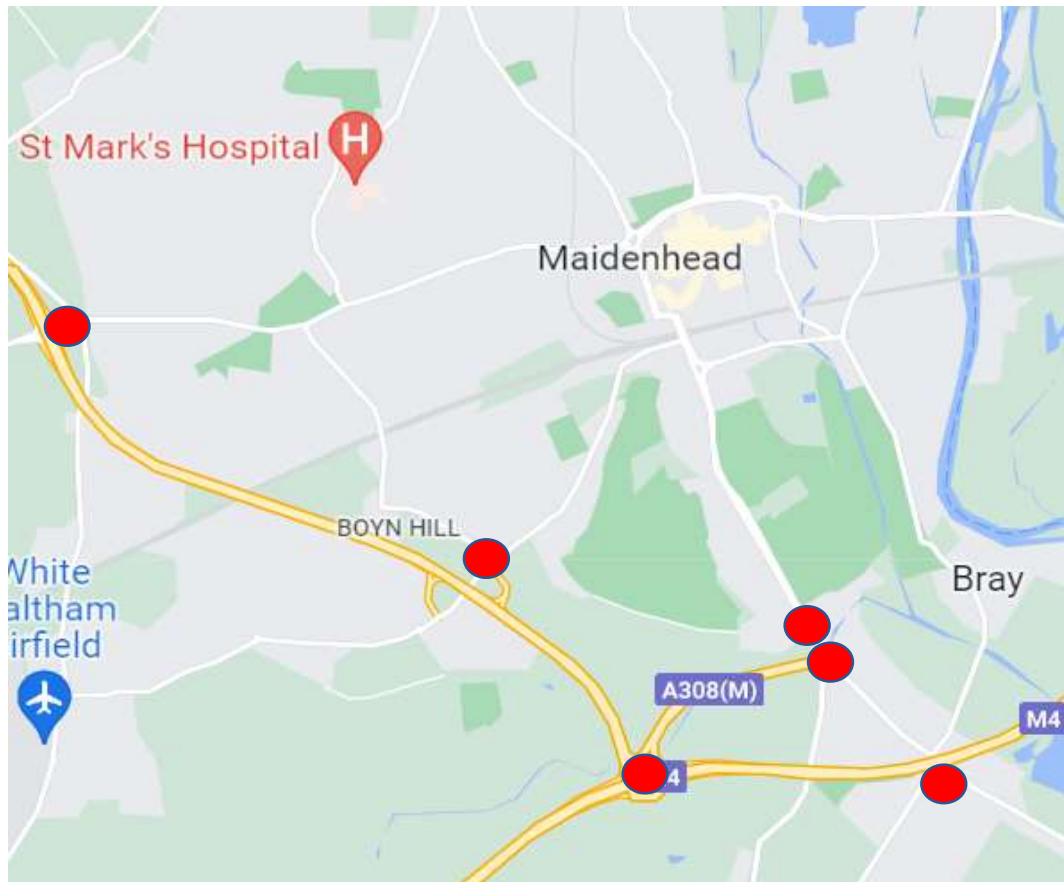 St Mark's Hospital
H
Maidenhead
BOYN HILL
White
altham
irfield
Bray
A308(M)
M4
4